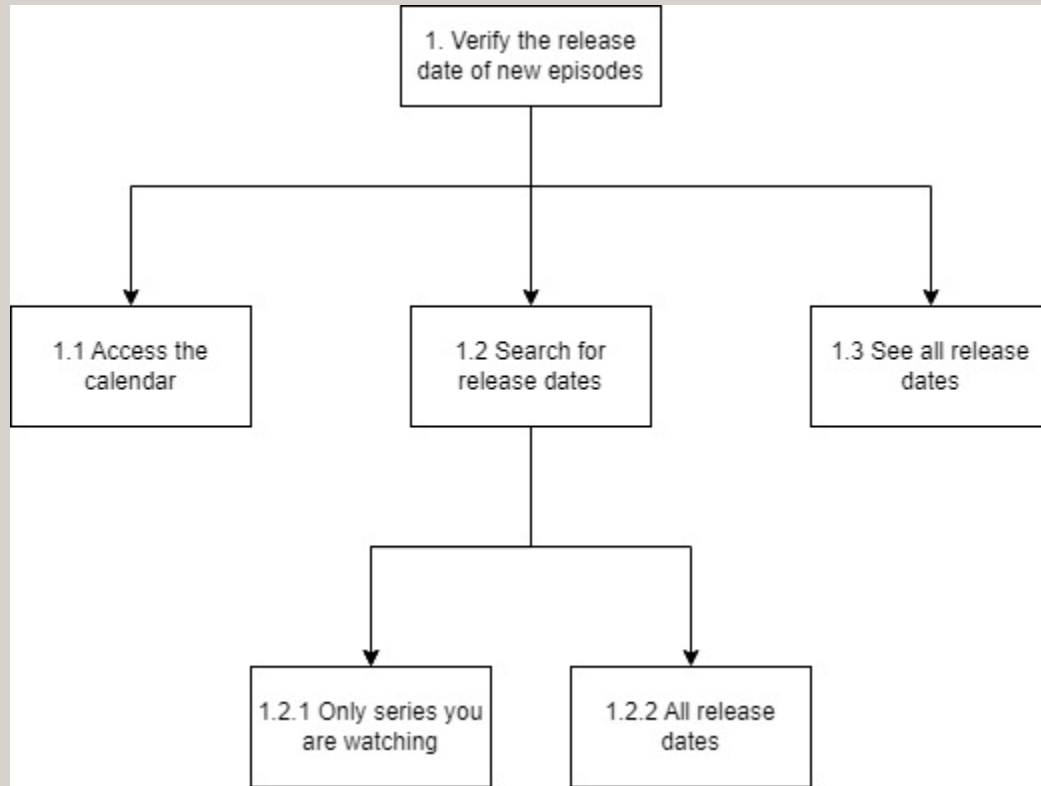 1. Verify the release
date of new episodes
1.1 Access the
calendar
1.2 Search for
release dates
1.3 See all release
dates
1.2.1 Only series you
are watching
1.2.2 All release
dates